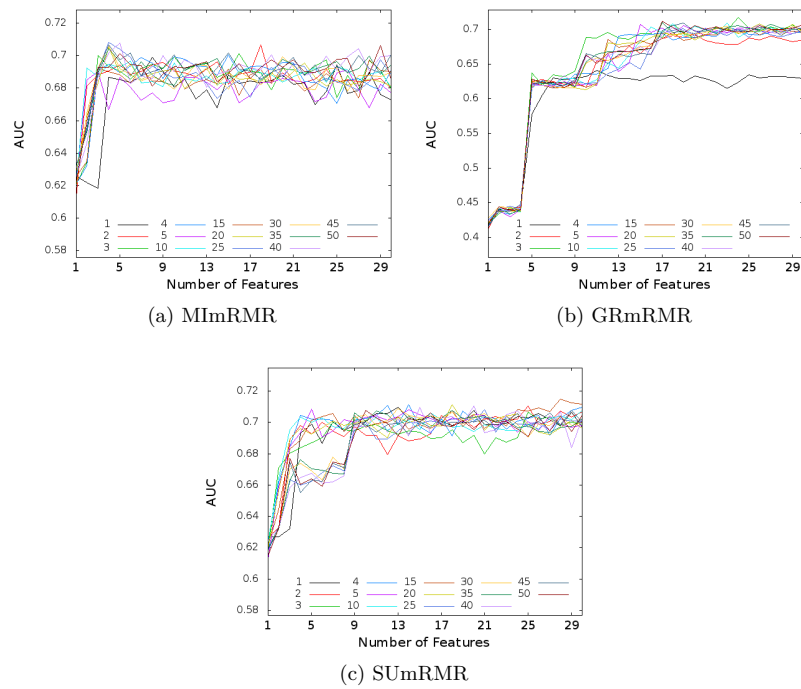 0.72
0.7
0.68
0.66
0.64
0.62
0.6
0.58
AUC
1 4 15 30 45
2 5 20 35 50
3 10 25 40
1 5 9 13 17 21 25 29
Number of Features
(a) MImRMR
0.7
0.65
0.6
0.55
0.5
0.45
0.4
AUC
1 4 15 30 45
2 5 20 35 50
3 10 25 40
1 5 9 13 17 21 25 29
Number of Features
(b) GRmRMR
0.72
0.7
0.68
0.66
0.64
0.62
0.6
0.58
AUC
1 4 15 30 45
2 5 20 35 50
3 10 25 40
1 5 9 13 17 21 25 29
Number of Features
(c) SUmRMR